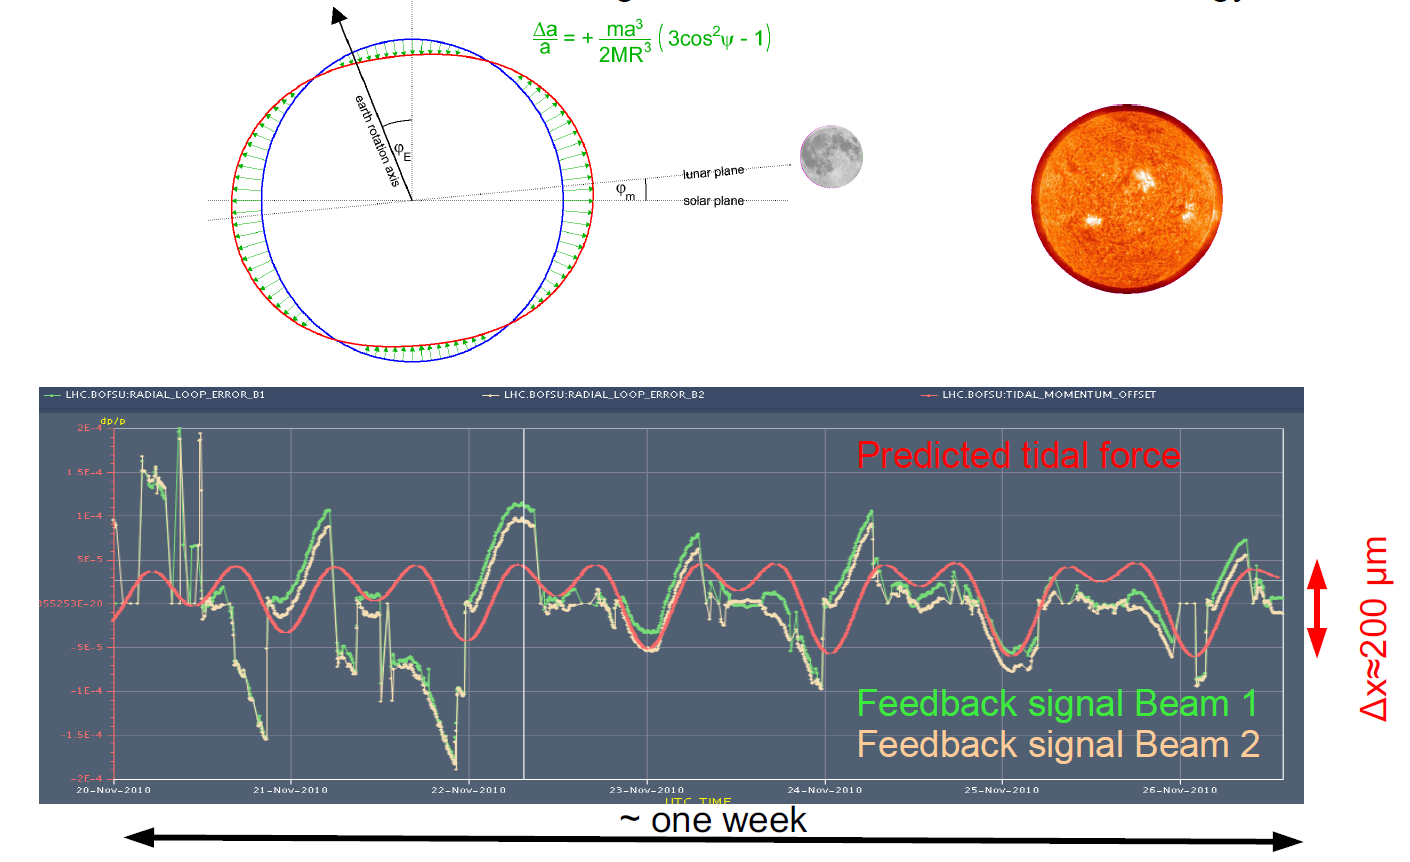 Δa/a = + ma³/2MR³ ( 3cos²ψ - 1)
earth rotation axis
φE
φm
lunar plane
solar plane
LHC.BOFSU:RADIAL_LOOP_ERROR_B1
LHC.BOFSU:RADIAL_LOOP_ERROR_B2
LHC.BOFSU:TIDAL_MOMENTUM_OFFSET
dp/p
2E-4
1.5E-4
1E-4
5E-5
355253E-20
-5E-5
-1E-4
-1.5E-4
-2E-4
Predicted tidal force
Feedback signal Beam 1
Feedback signal Beam 2
Δx≈200 μm
20-Nov-2010
21-Nov-2010
22-Nov-2010
23-Nov-2010
24-Nov-2010
25-Nov-2010
26-Nov-2010
UTC TIME
~ one week